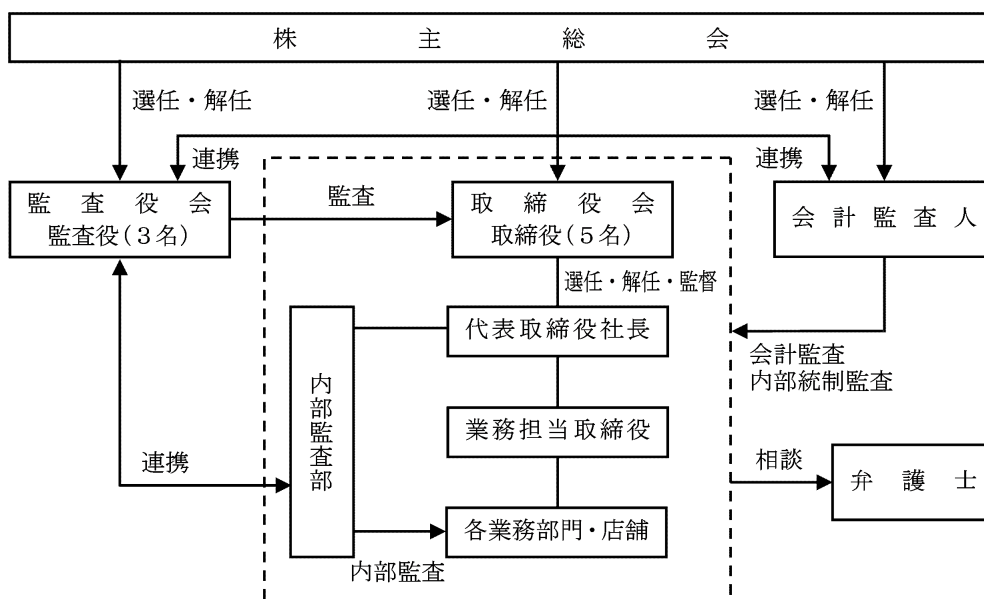 株主総会
選任・解任
選任・解任
選任・解任
連携
連携
監査役会
監査役(3名)
監査
取締役会
取締役(5名)
会計監査人
選任・解任・監督
代表取締役社長
会計監査
内部統制監査
内部監査部
業務担当取締役
連携
相談
弁護士
各業務部門・店舗
内部監査